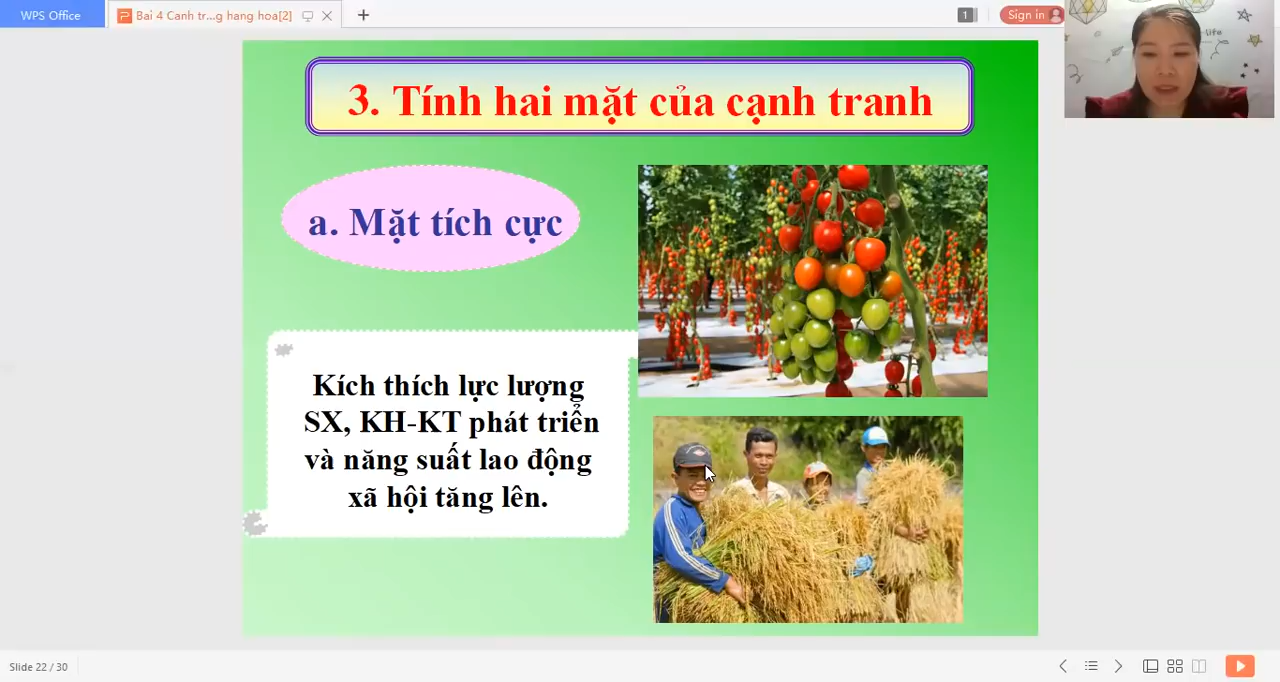 WPS Office
Bai 4 Canh tr...g hang hoa[2]
1
Sign in
3. Tính hai mặt của cạnh tranh
a. Mặt tích cực
Kích thích lực lượng
SX, KH-KT phát triển
và năng suất lao động
xã hội tăng lên.
Slide 22 / 30